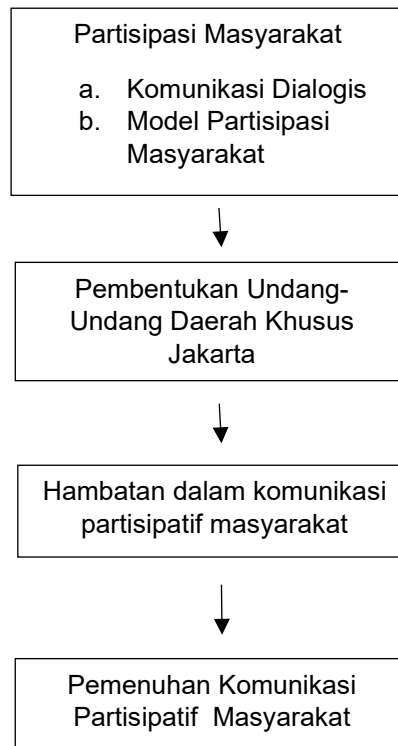 Partisipasi Masyarakat
a. Komunikasi Dialogis
b. Model Partisipasi
Masyarakat
Pembentukan Undang-
Undang Daerah Khusus
Jakarta
Hambatan dalam komunikasi
partisipatif masyarakat
Pemenuhan Komunikasi
Partisipatif Masyarakat